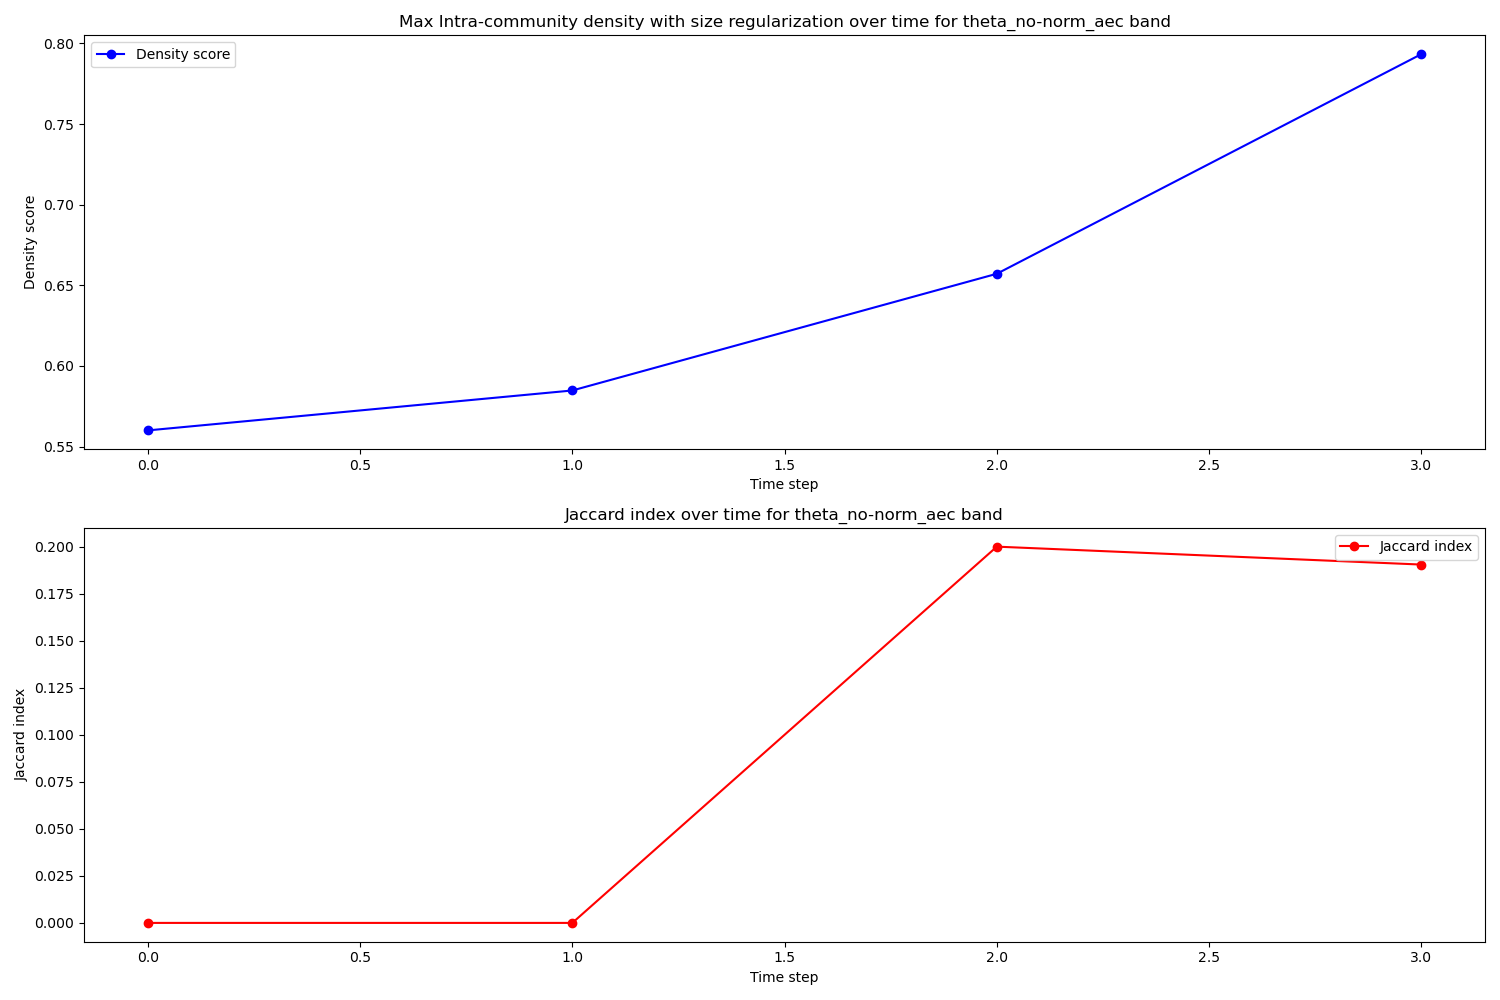 Max Intra-community density with size regularization over time for theta_no-norm_aec band
Density score
0.80
0.75
0.70
0.65
0.60
0.55
Density score
0.0 0.5 1.0 1.5 2.0 2.5 3.0
Time step
Jaccard index over time for theta_no-norm_aec band
Jaccard index
0.200
0.175
0.150
0.125
0.100
0.075
0.050
0.025
0.000
Jaccard index
0.0 0.5 1.0 1.5 2.0 2.5 3.0
Time step